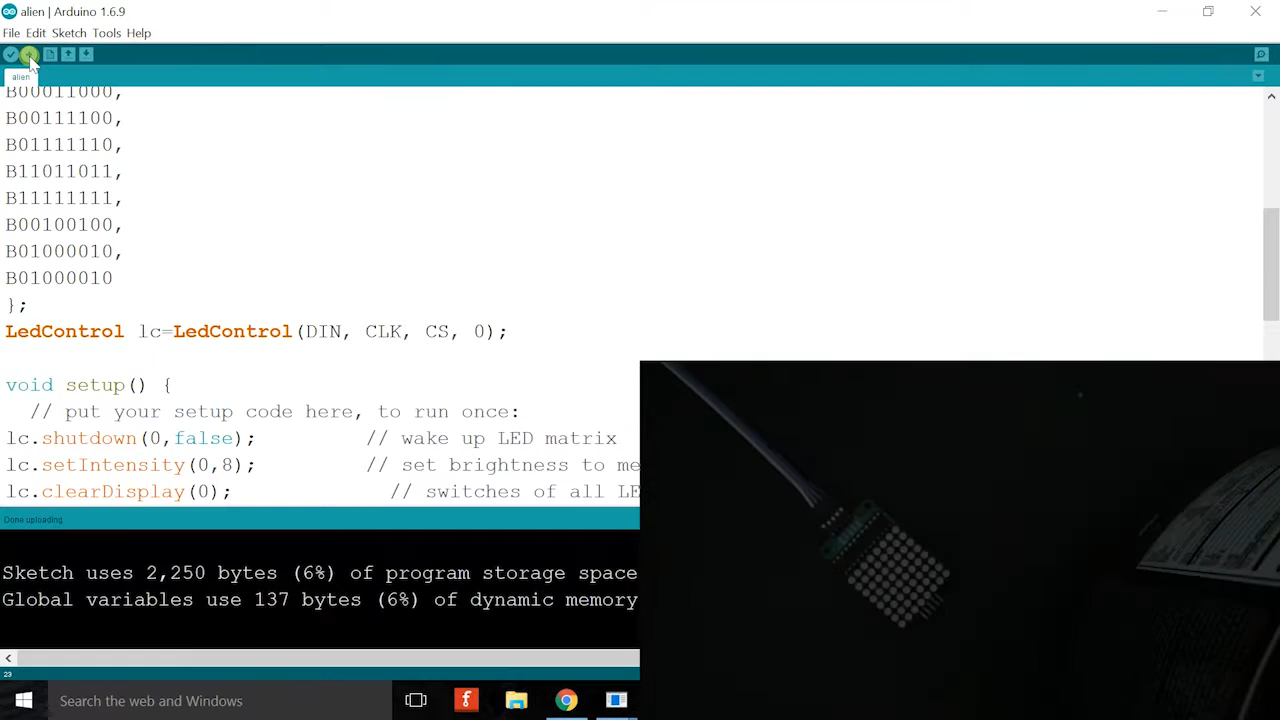 alien | Arduino 1.6.9
File Edit Sketch Tools Help
alien
B00011000,
B00111100,
B01111110,
B11011011,
B11111111,
B00100100,
B01000010,
B01000010
};
LedControl lc=LedControl(DIN, CLK, CS, 0);
void setup() {
// put your setup code here, to run once:
lc.shutdown(0,false); // wake up LED matrix
lc.setIntensity(0,8); // set brightness to me
lc.clearDisplay(0); // switches of all LE
Done uploading.
Sketch uses 2,250 bytes (6%) of program storage space
Global variables use 137 bytes (6%) of dynamic memory
23
Search the web and Windows